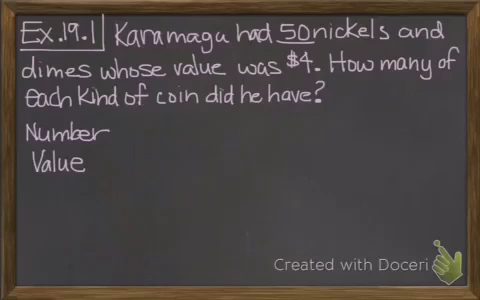 Ex.19.1 Karamagu had 50 nickels and
dimes whose value was $4. How many of
each kind of coin did he have?
Number
Value
Created with Doceri